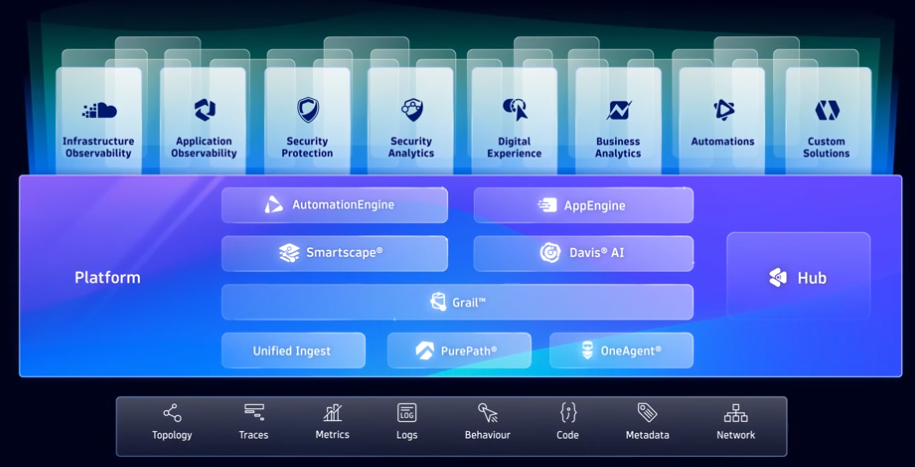 Infrastructure
Observability
Application
Observability
Security
Protection
Security
Analytics
Digital
Experience
Business
Analytics
Automations
Custom
Solutions
Platform
AutomationEngine
AppEngine
Smartscape®
Davis® AI
Grail™
Unified Ingest
PurePath®
OneAgent®
Hub
LOG
Topology
Traces
Metrics
Logs
Behaviour
Code
Metadata
Network